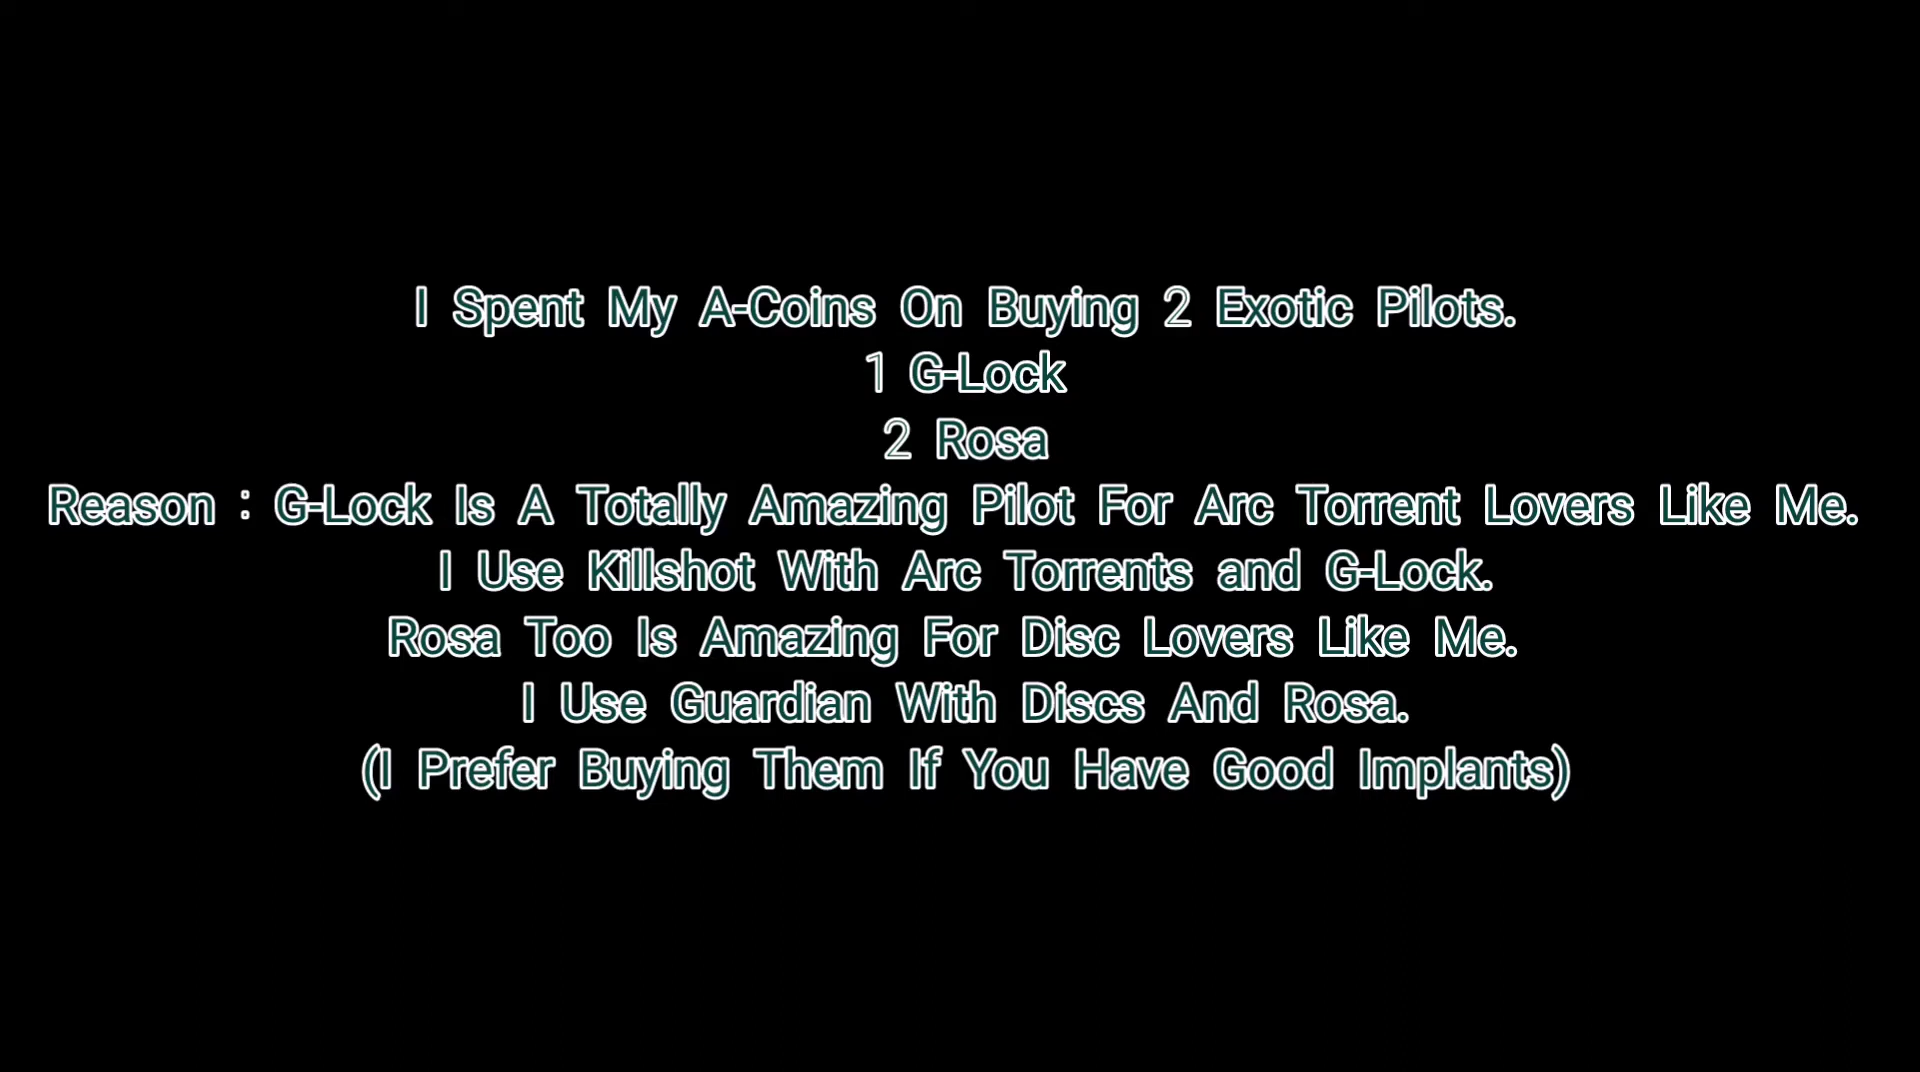 I Spent My A-Coins On Buying 2 Exotic Pilots.
1 G-Lock
2 Rosa
Reason : G-Lock Is A Totally Amazing Pilot For Arc Torrent Lovers Like Me.
I Use Killshot With Arc Torrents and G-Lock.
Rosa Too Is Amazing For Disc Lovers Like Me.
I Use Guardian With Discs And Rosa.
(I Prefer Buying Them If You Have Good Implants)